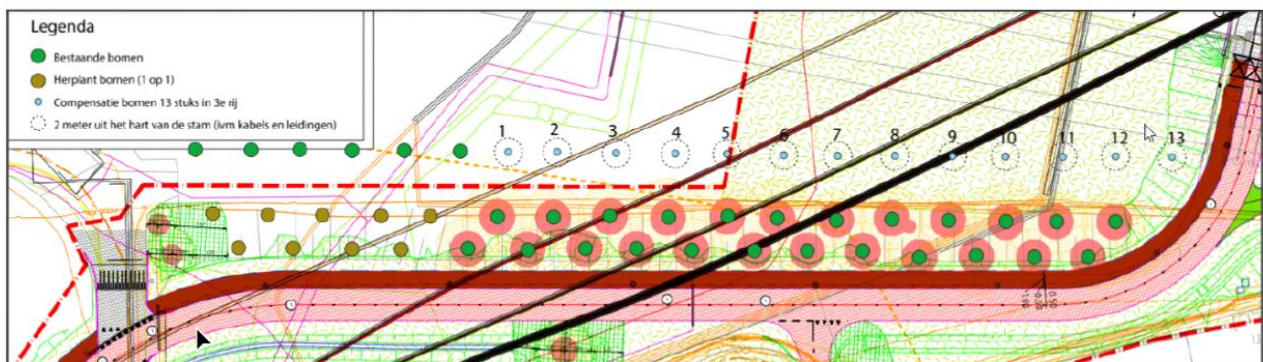 Legenda
Bestaande bomen
Herplant bomen (1 op 1)
Compensatie bomen 13 stuks in 3e rij
2 meter uit het hart van de stam (ivm kabels en leidingen)
1 2 3 4 5 6 7 8 9 10 11 12 13